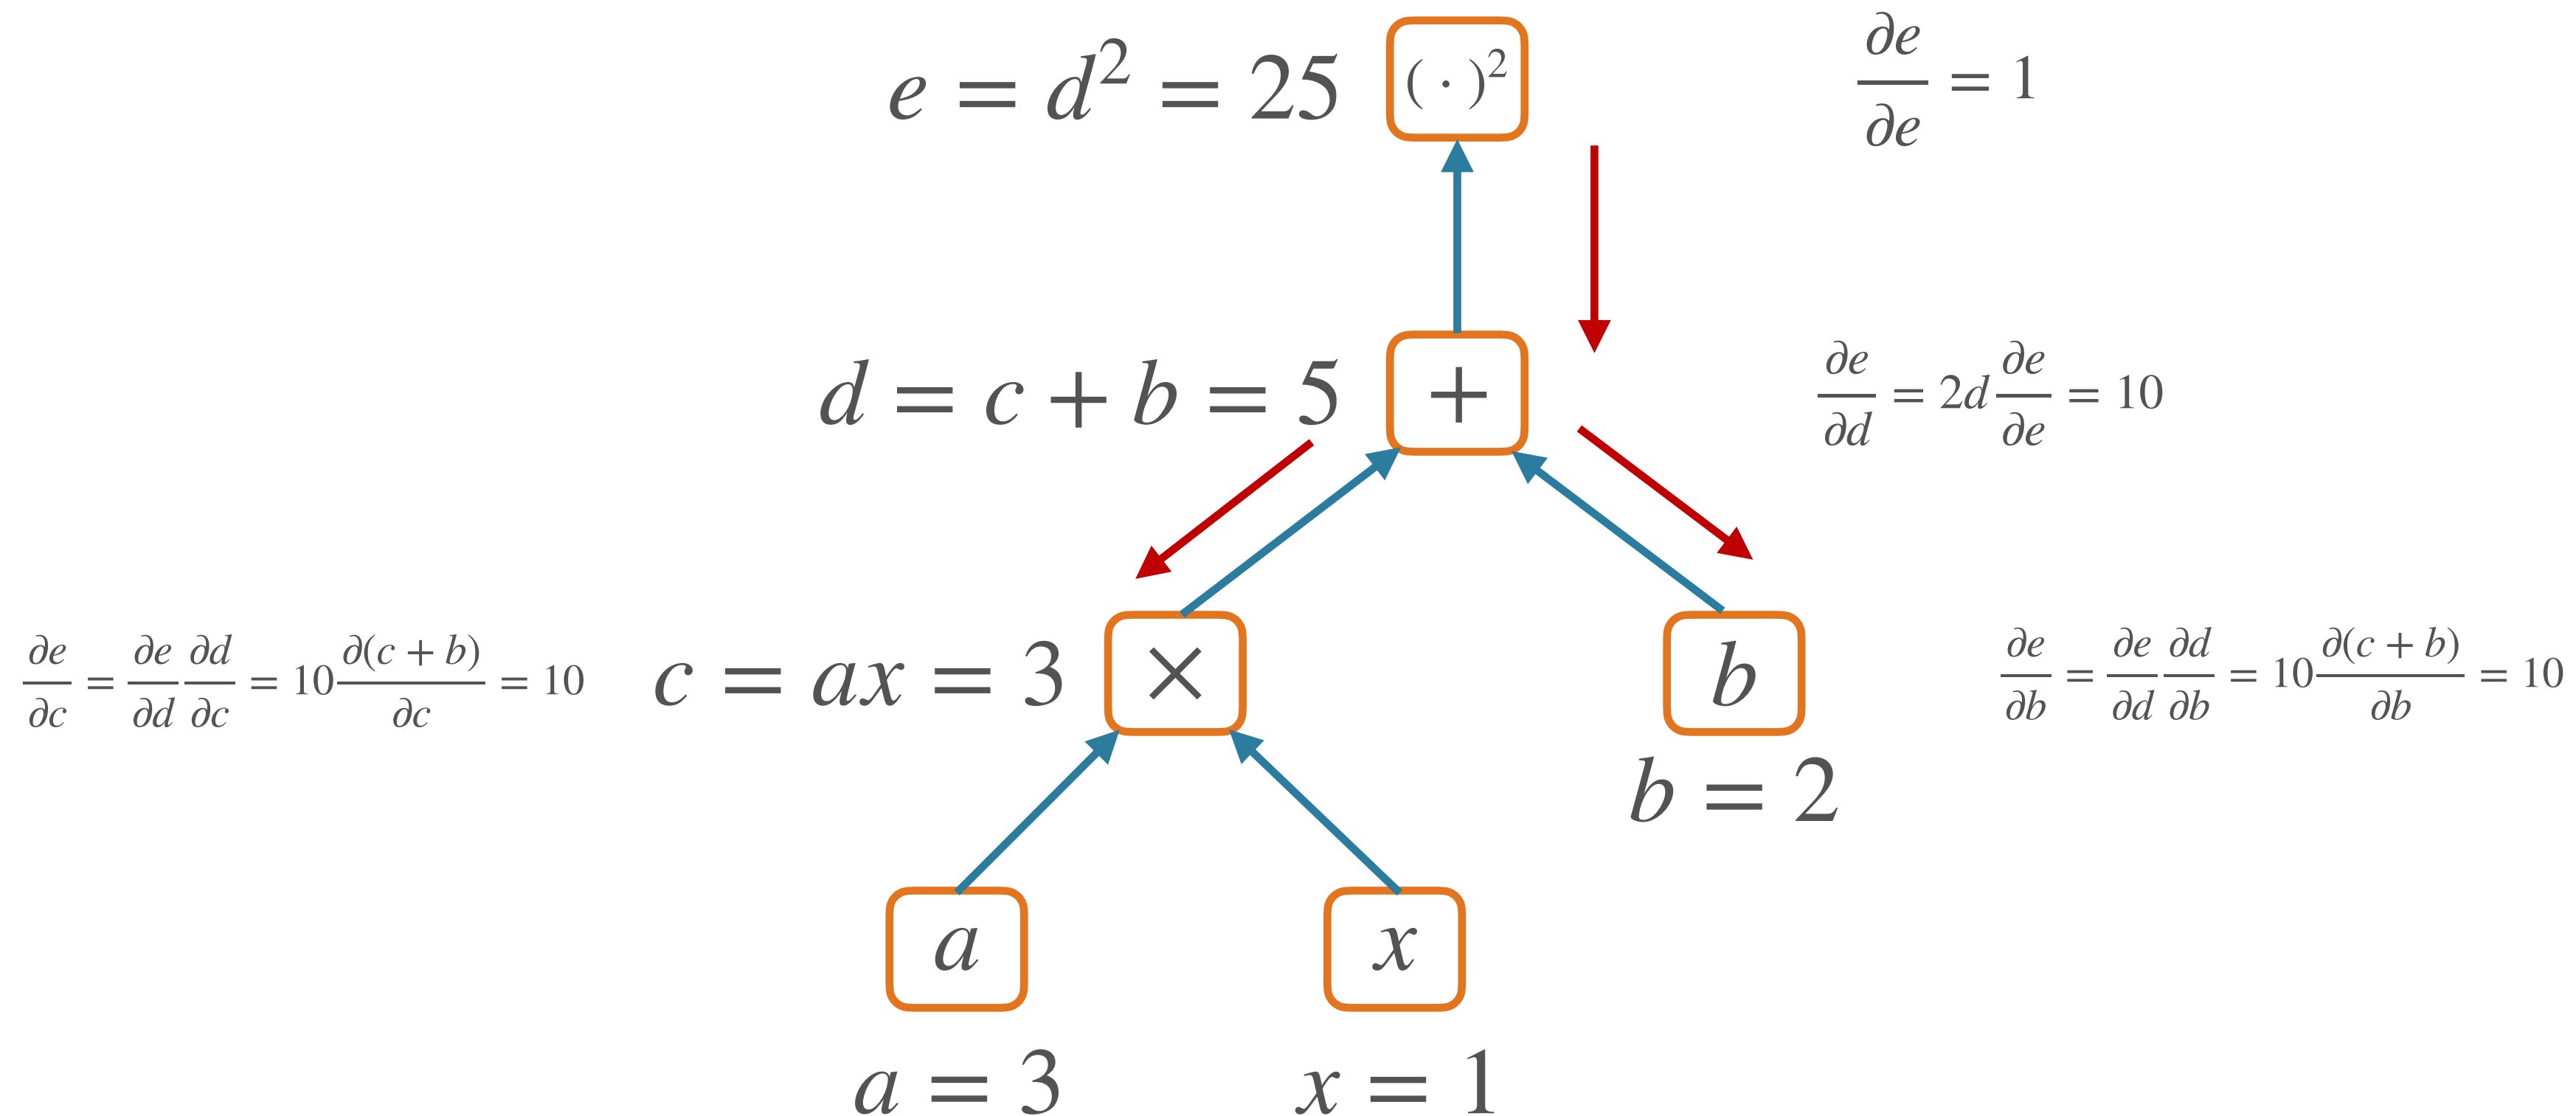 e = d² = 25
( · )²
∂e/∂e = 1
d = c + b = 5
+
∂e/∂d = 2d ∂e/∂e = 10
∂e/∂c = ∂e/∂d ∂d/∂c = 10 ∂(c + b)/∂c = 10
c = ax = 3
×
b
∂e/∂b = ∂e/∂d ∂d/∂b = 10 ∂(c + b)/∂b = 10
b = 2
a
x
a = 3
x = 1